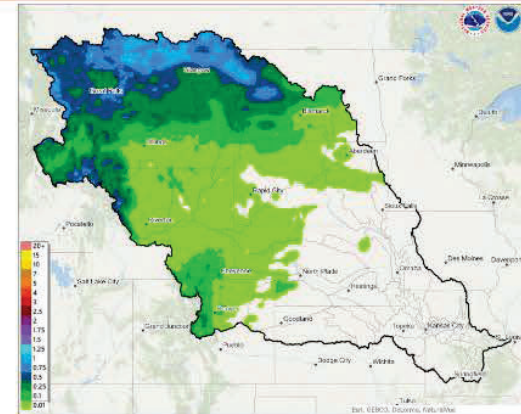 Grand Forks
Glasgow
Great Falls
Missoula
Duluth
Bismarck
Billings
Aberdeen
Minneapolis
Rapid City
La Crosse
Sioux Falls
Pocatello
Riverton
Des Moines
Davenport
Cheyenne
North Platte
Omaha
Salt Lake City
Hastings
Denver
Grand Junction
Goodland
Topeka
Kansas City
Pueblo
Dodge City
Wichita
Springfield
Tulsa
20+
15
10
7
5
4
3
2.5
2
1.75
1.5
1.25
1
0.75
0.5
0.25
0.1
0.01